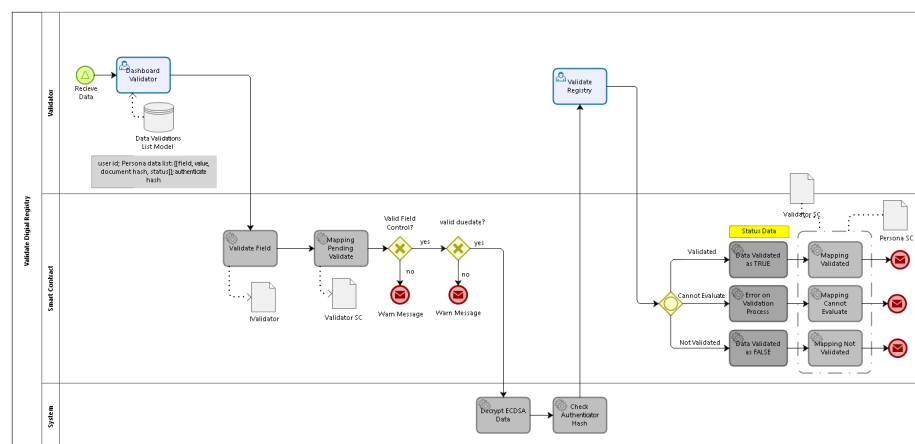 Validate Digial Registry
Validator
Recieve
Data
Dashboard
Validator
Data Validations
List Model
user id; Persona data list: [[field, value,
document hash, status]]; authenticate
hash
Validate
Registry
Smart Contract
Validate Field
IValidator
Mapping
Pending
Validate
Validator SC
Valid Field
Control?
yes
no
Warn Message
valid duedate?
yes
no
Warn Message
Validated
Cannot Evaluate
Not Validated
Status Data
Data Validated
as TRUE
Error on
Validation
Process
Data Validated
as FALSE
Validator SC
Persona SC
Mapping
Validated
Mapping
Cannot
Evaluate
Mapping Not
Validated
System
Decrypt ECDSA
Data
Check
Authenticator
Hash